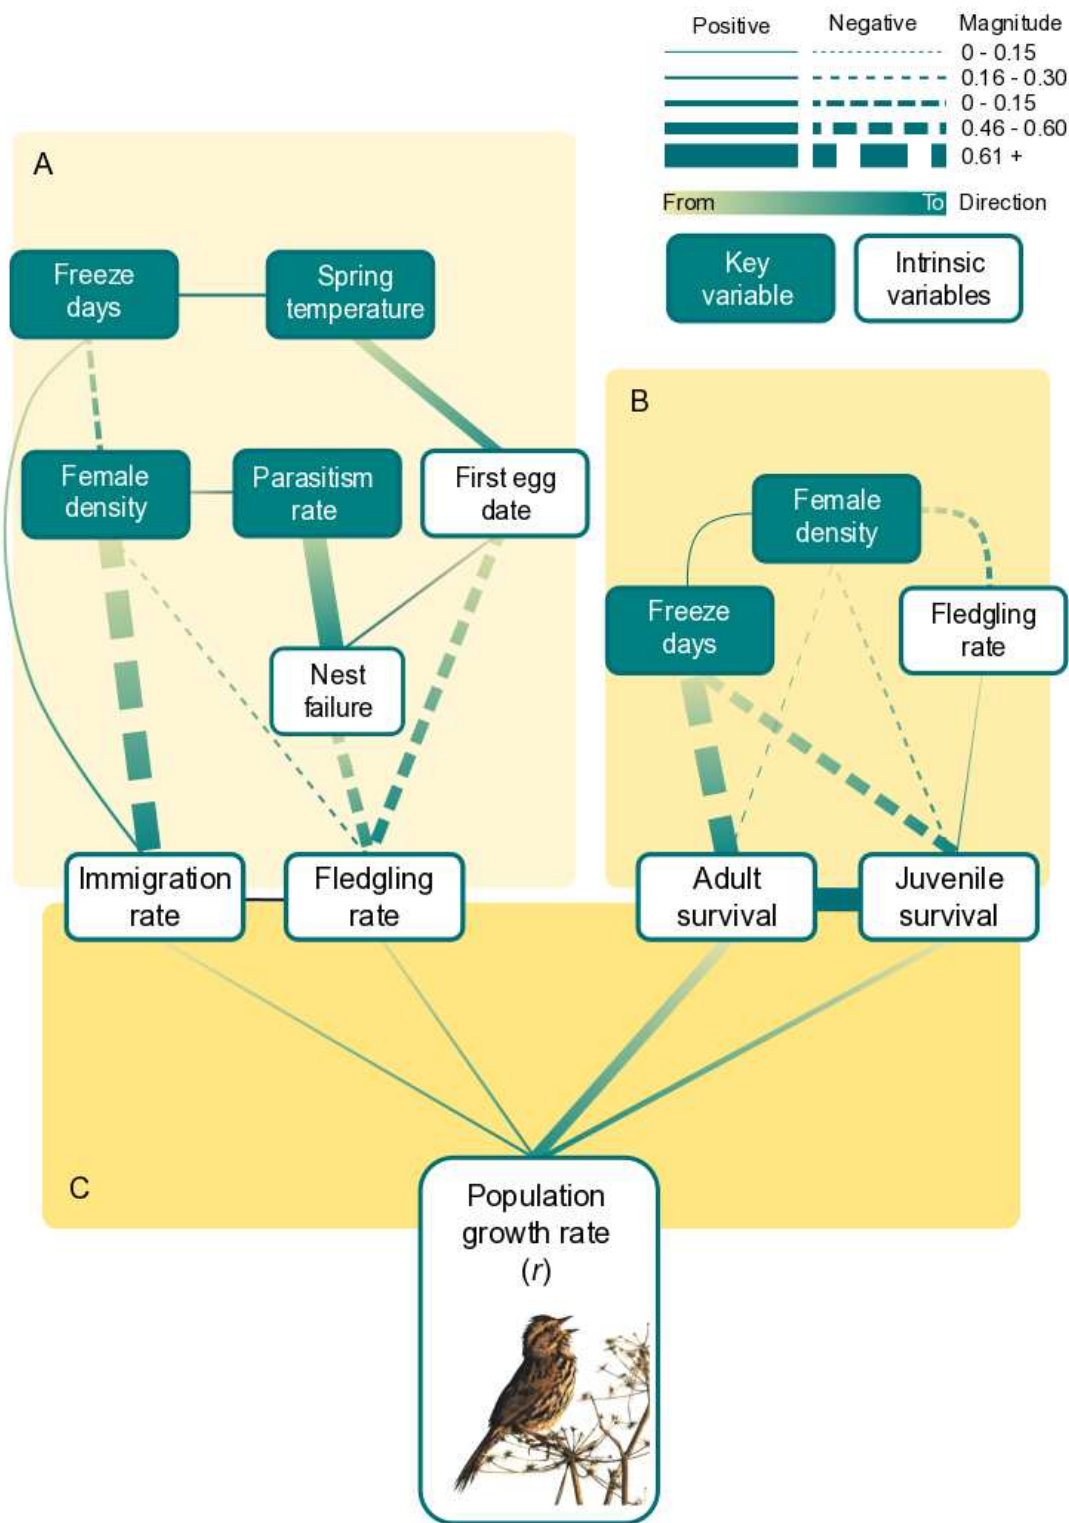 Positive Negative Magnitude
0 - 0.15
0.16 - 0.30
0 - 0.15
0.46 - 0.60
0.61 +
From To Direction
Key
variable
Intrinsic
variables
A
Freeze
days
Spring
temperature
Female
density
Parasitism
rate
First egg
date
Nest
failure
B
Female
density
Freeze
days
Fledgling
rate
Immigration
rate
Fledgling
rate
Adult
survival
Juvenile
survival
C
Population
growth rate
(r)